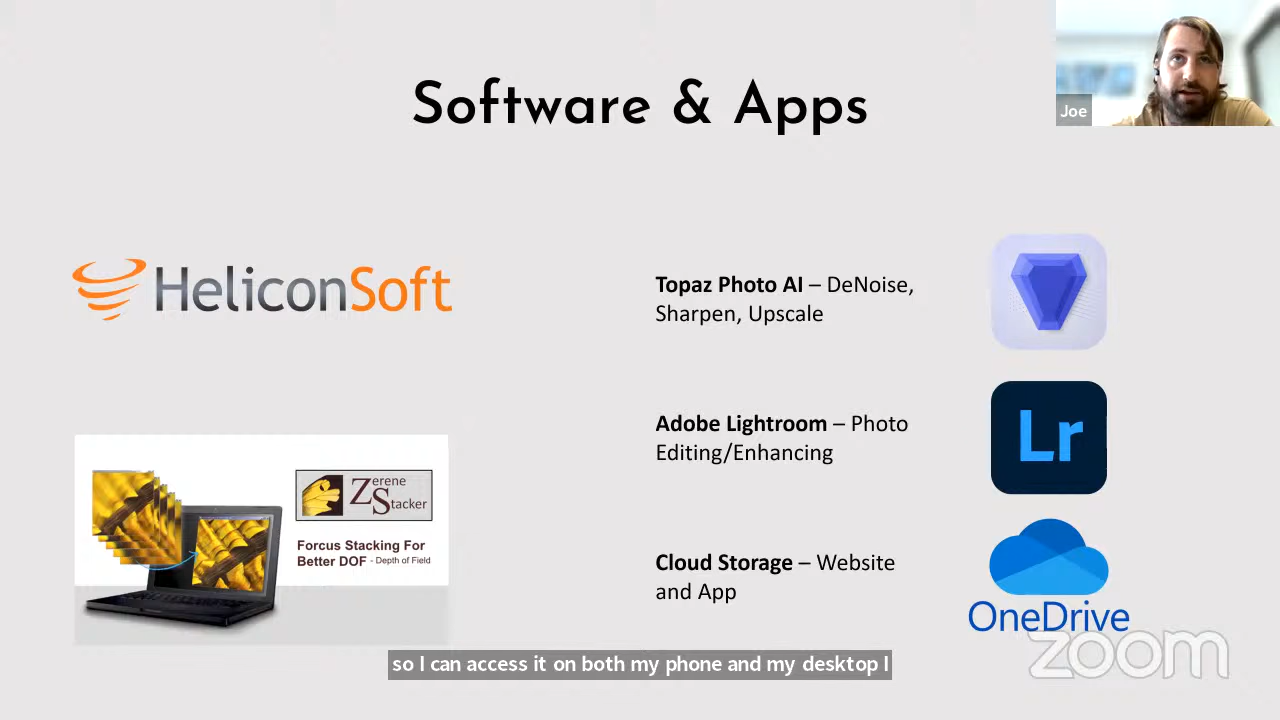 Software & Apps
Joe
HeliconSoft
Topaz Photo AI – DeNoise,
Sharpen, Upscale
Adobe Lightroom – Photo
Editing/Enhancing
Lr
Zerene
Stacker
Forcus Stacking For
Better DOF - Depth of Field
Cloud Storage – Website
and App
OneDrive
so I can access it on both my phone and my desktop I
zoom